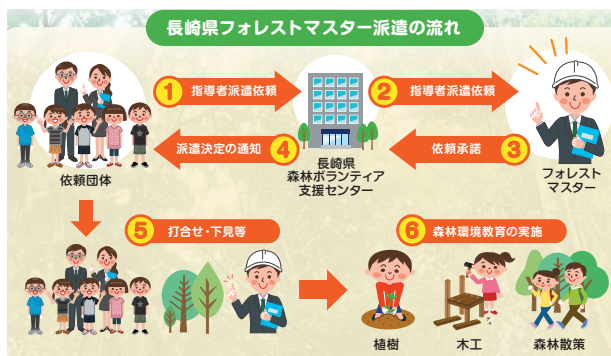 長崎県フォレストマスター派遣の流れ
1 指導者派遣依頼
2 指導者派遣依頼
派遣決定の通知 4
依頼承諾 3
依頼団体
長崎県
森林ボランティア
支援センター
フォレスト
マスター
5 打合せ・下見等
6 森林環境教育の実施
植樹
木工
森林散策